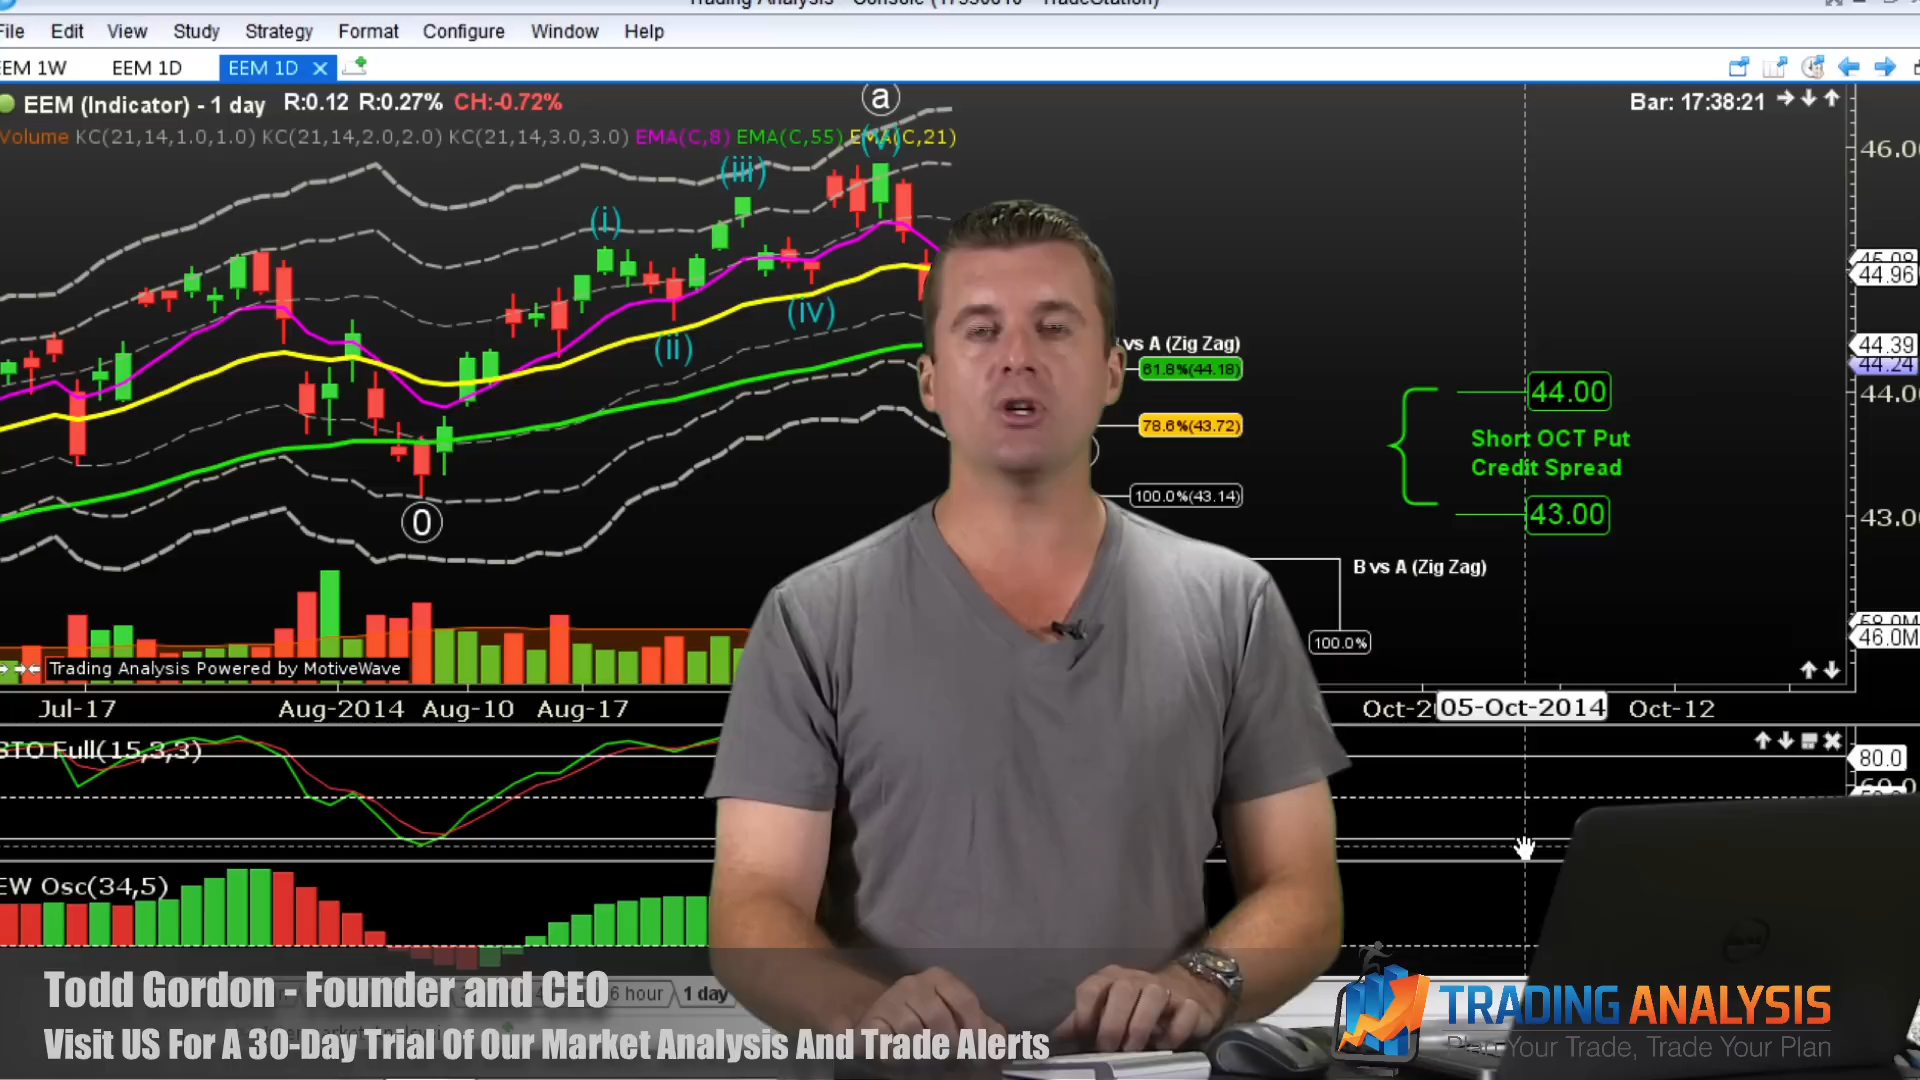 File Edit View Study Strategy Format Configure Window Help
EEM 1W EEM 1D EEM 1D
EEM (Indicator) - 1 day R:0.12 R:0.27% CH:-0.72%
Bar: 17:38:21
Volume KC(21,14,1.0,1.0) KC(21,14,2.0,2.0) KC(21,14,3.0,3.0) EMA(C,8) EMA(C,55) EMA(C,21)
a
(v)
(iii)
(i)
(iv)
(ii)
0
46.00
44.96
44.39
44.24
44.00
43.00
46.0M
vs A (Zig Zag)
61.8%(44.18)
78.6%(43.72)
100.0%(43.14)
44.00
Short OCT Put
Credit Spread
43.00
B vs A (Zig Zag)
100.0%
Trading Analysis Powered by MotiveWave
Jul-17 Aug-2014 Aug-10 Aug-17 05-Oct-2014 Oct-12
STO Full(15,3,3)
80.0
EW Osc(34,5)
hour 1 day
Todd Gordon - Founder and CEO
Visit US For A 30-Day Trial Of Our Market Analysis And Trade Alerts
TRADING ANALYSIS
Plan Your Trade, Trade Your Plan